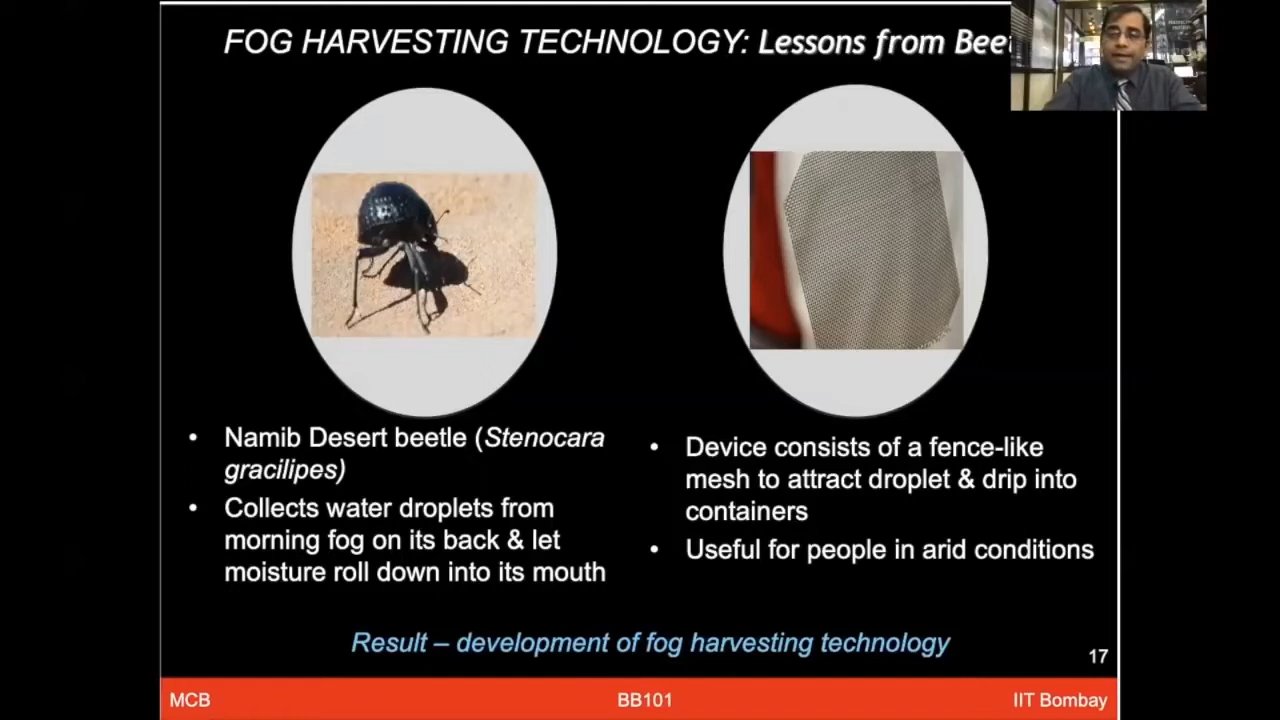 FOG HARVESTING TECHNOLOGY: Lessons from
• Namib Desert beetle (Stenocara
gracilipes)
• Collects water droplets from
morning fog on its back & let
moisture roll down into its mouth
• Device consists of a fence-like
mesh to attract droplet & drip into
containers
• Useful for people in arid conditions
Result – development of fog harvesting technology
17
MCB
BB101
IIT Bombay